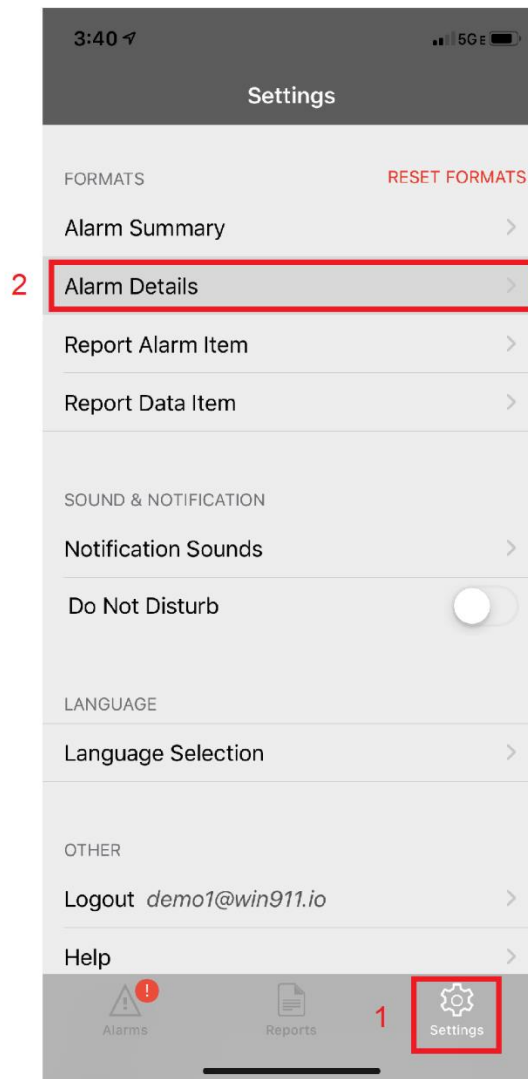 3:40 5G E
Settings
FORMATS RESET FORMATS
Alarm Summary
2 Alarm Details
Report Alarm Item
Report Data Item
SOUND & NOTIFICATION
Notification Sounds
Do Not Disturb
LANGUAGE
Language Selection
OTHER
Logout demo1@win911.io
Help
!
Alarms Reports 1 Settings